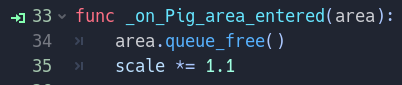 33 func _on_Pig_area_entered(area):
34 area.queue_free()
35 scale *= 1.1